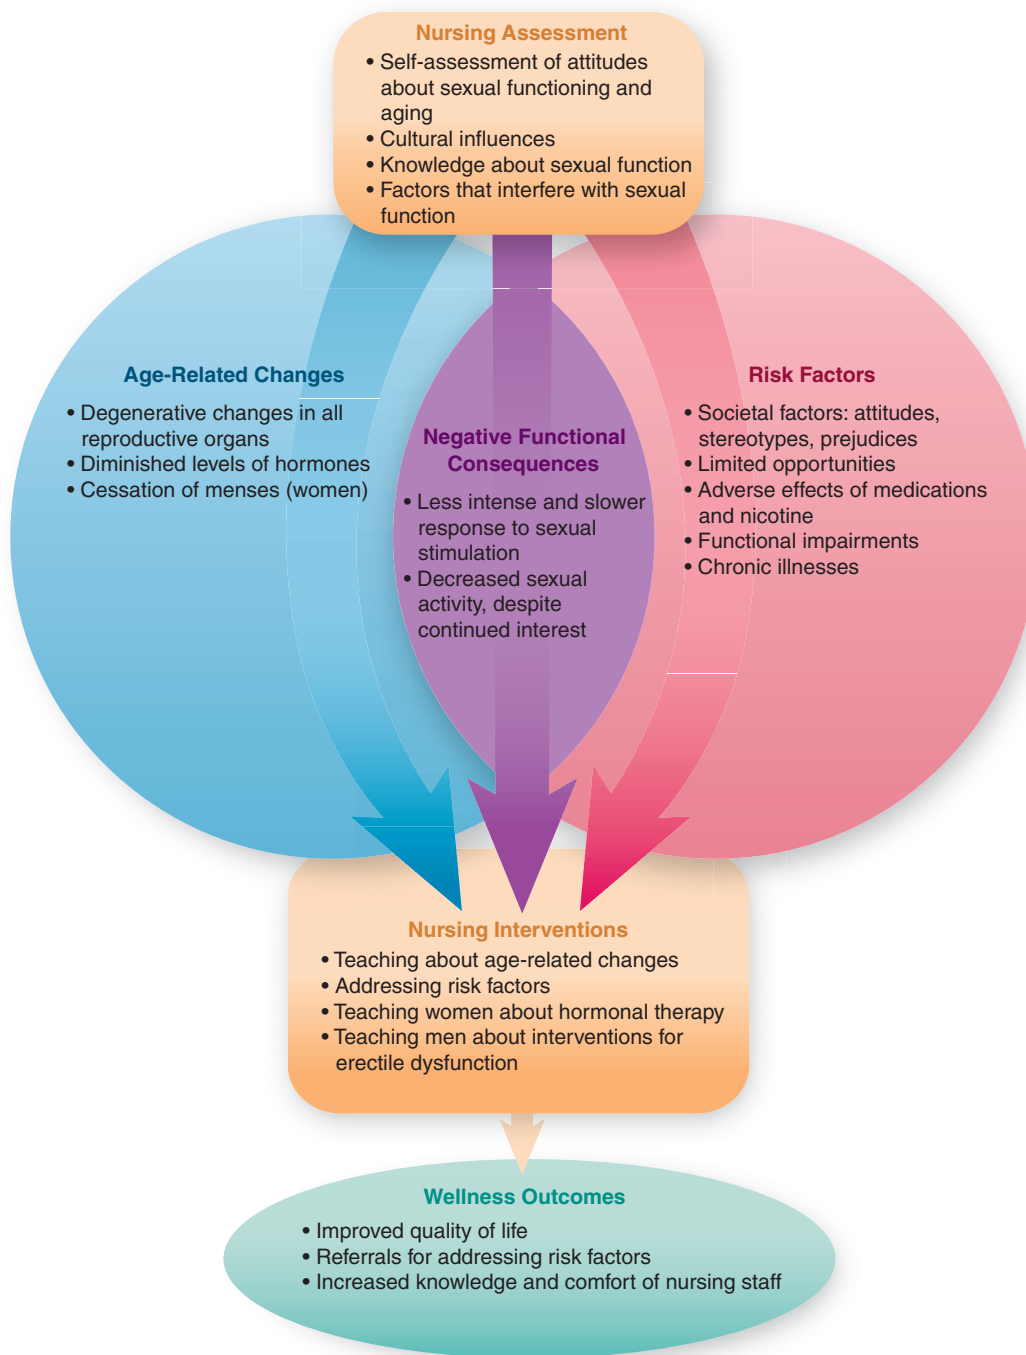 Nursing Assessment
• Self-assessment of attitudes
about sexual functioning and
aging
• Cultural influences
• Knowledge about sexual function
• Factors that interfere with sexual
function
Age-Related Changes
• Degenerative changes in all
reproductive organs
• Diminished levels of hormones
• Cessation of menses (women)
Negative Functional
Consequences
• Less intense and slower
response to sexual
stimulation
• Decreased sexual
activity, despite
continued interest
Risk Factors
• Societal factors: attitudes,
stereotypes, prejudices
• Limited opportunities
• Adverse effects of medications
and nicotine
• Functional impairments
• Chronic illnesses
Nursing Interventions
• Teaching about age-related changes
• Addressing risk factors
• Teaching women about hormonal therapy
• Teaching men about interventions for
erectile dysfunction
Wellness Outcomes
• Improved quality of life
• Referrals for addressing risk factors
• Increased knowledge and comfort of nursing staff